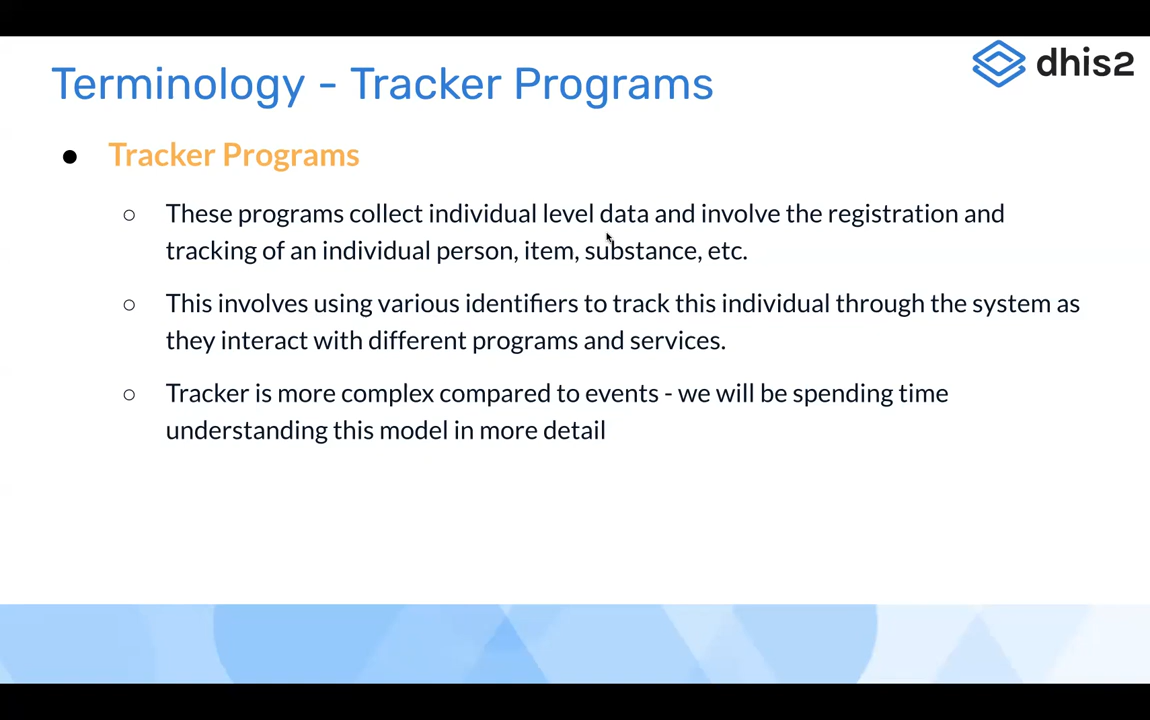 dhis2
Terminology - Tracker Programs
● Tracker Programs
○ These programs collect individual level data and involve the registration and
tracking of an individual person, item, substance, etc.
○ This involves using various identifiers to track this individual through the system as
they interact with different programs and services.
○ Tracker is more complex compared to events - we will be spending time
understanding this model in more detail